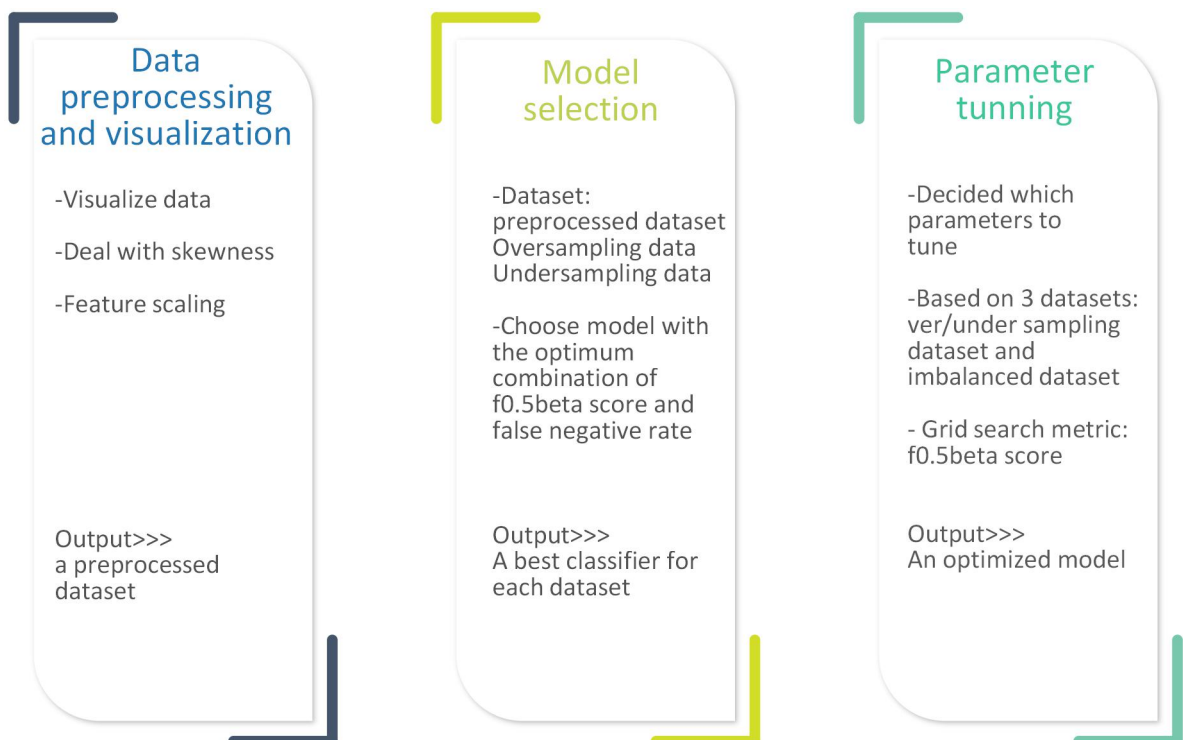 Data
preprocessing
and visualization
-Visualize data
-Deal with skewness
-Feature scaling
Output>>>
a preprocessed
dataset
Model
selection
-Dataset:
preprocessed dataset
Oversampling data
Undersampling data
-Choose model with
the optimum
combination of
f0.5beta score and
false negative rate
Output>>>
A best classifier for
each dataset
Parameter
tunning
-Decided which
parameters to
tune
-Based on 3 datasets:
ver/under sampling
dataset and
imbalanced dataset
- Grid search metric:
f0.5beta score
Output>>>
An optimized model